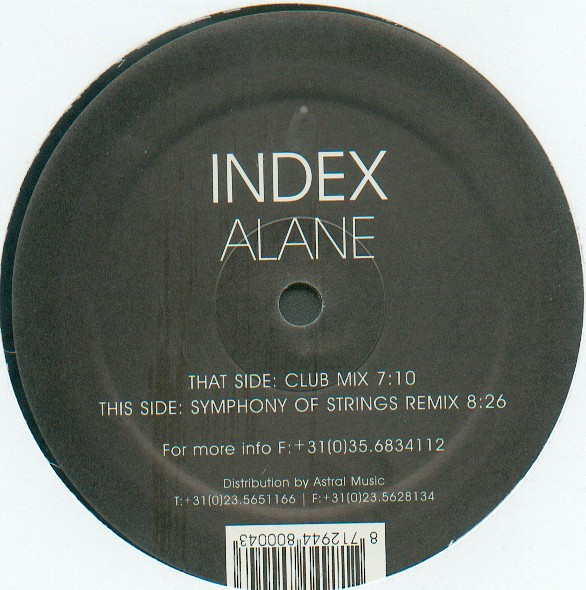 INDEX
ALANE
THAT SIDE: CLUB MIX 7:10
THIS SIDE: SYMPHONY OF STRINGS REMIX 8:26
For more info F:+31(0)35.6834112
Distribution by Astral Music
T:+31(0)23.5651166 | F:+31(0)23.5628134
8 712944 800043